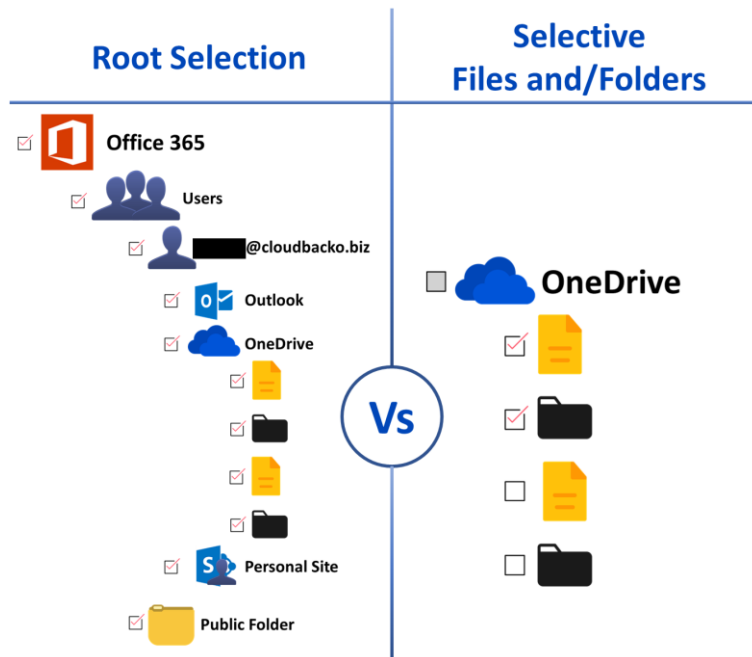 Root Selection
Selective
Files and/Folders
Office 365
Users
@cloudbacko.biz
Outlook
OneDrive
Personal Site
Public Folder
Vs
OneDrive